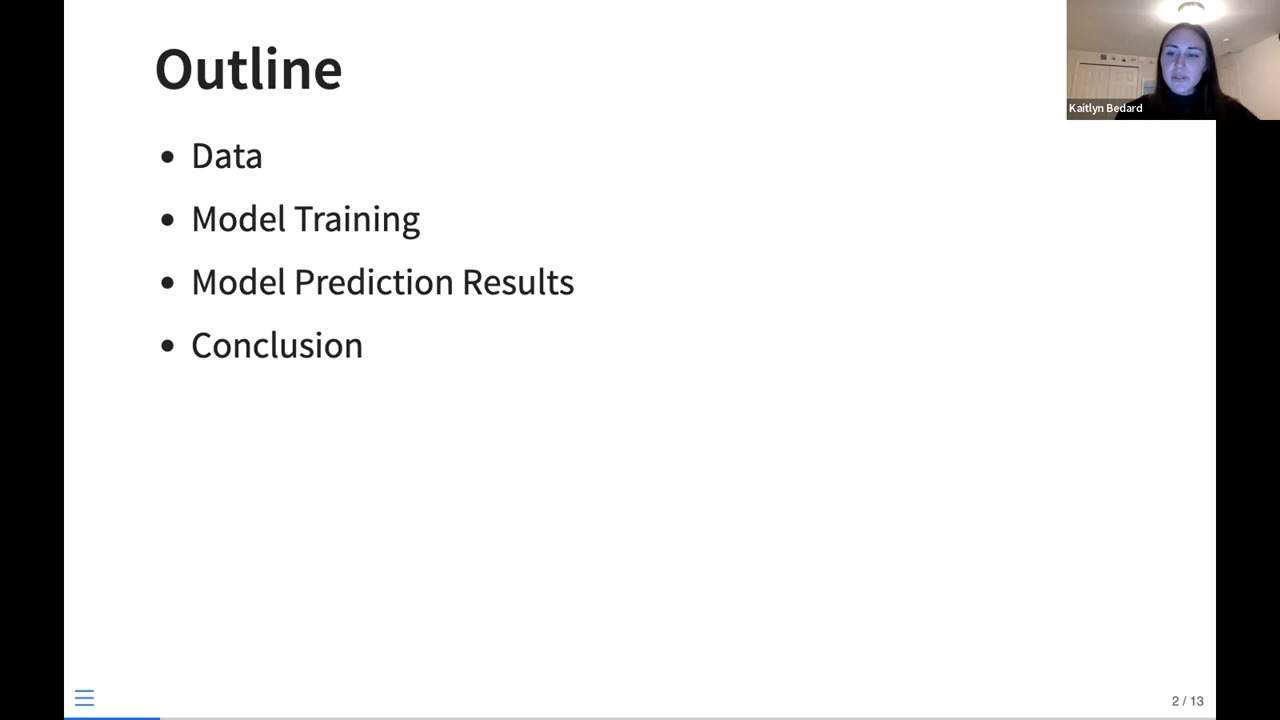 Outline
Kaitlyn Bedard
• Data
• Model Training
• Model Prediction Results
• Conclusion
2 / 13